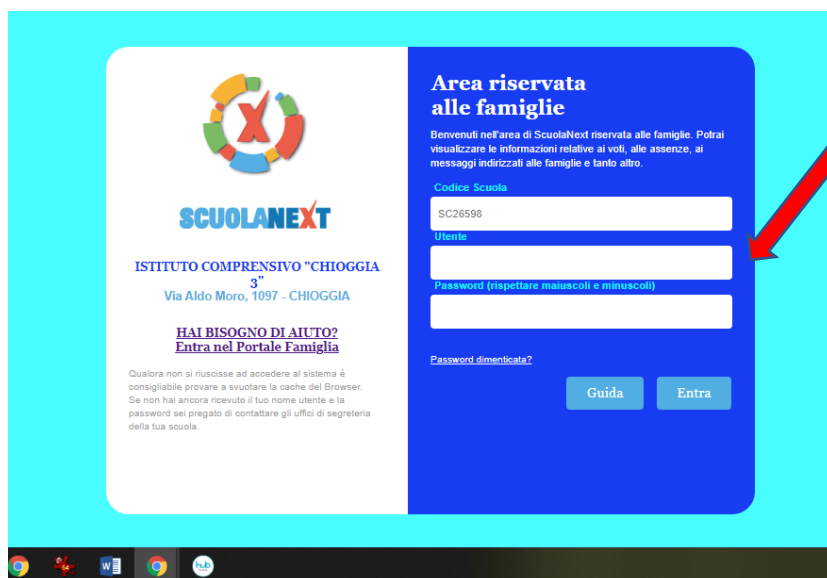 SCUOLANEXT
ISTITUTO COMPRENSIVO "CHIOGGIA
3"
Via Aldo Moro, 1097 - CHIOGGIA
HAI BISOGNO DI AIUTO?
Entra nel Portale Famiglia
Qualora non si riuscisse ad accedere al sistema è
consigliabile provare a svuotare la cache del Browser.
Se non hai ancora ricevuto il tuo nome utente e la
password sei pregato di contattare gli uffici di segreteria
della tua scuola.
Area riservata
alle famiglie
Benvenuti nell'area di ScuolaNext riservata alle famiglie. Potrai
visualizzare le informazioni relative ai voti, alle assenze, ai
messaggi indirizzati alle famiglie e tanto altro.
Codice Scuola
SC26598
Utente
Password (rispettare maiuscoli e minuscoli)
Password dimenticata?
Guida
Entra
54
W
hub